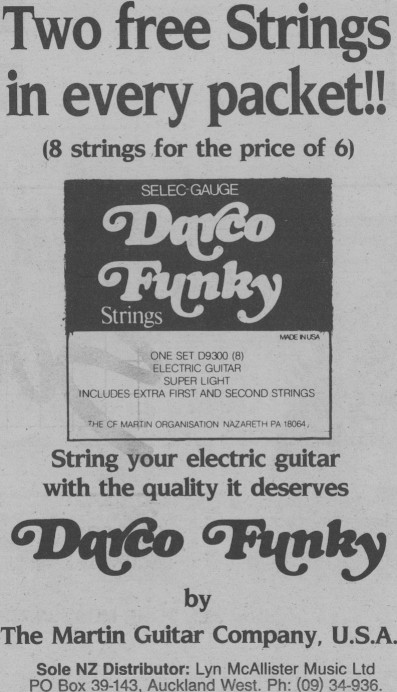 Two free Strings
in every packet!!
(8 strings for the price of 6)
SELEC-GAUGE
Darco
Funky
Strings
MADE IN USA
ONE SET D9300 (8)
ELECTRIC GUITAR
SUPER LIGHT
INCLUDES EXTRA FIRST AND SECOND STRINGS
THE CF MARTIN ORGANISATION NAZARETH PA 18064,
String your electric guitar
with the quality it deserves
Darco Funky
by
The Martin Guitar Company, U.S.A.
Sole NZ Distributor: Lyn McAllister Music Ltd
PO Box 39-143, Auckland West. Ph: (09) 34-936.